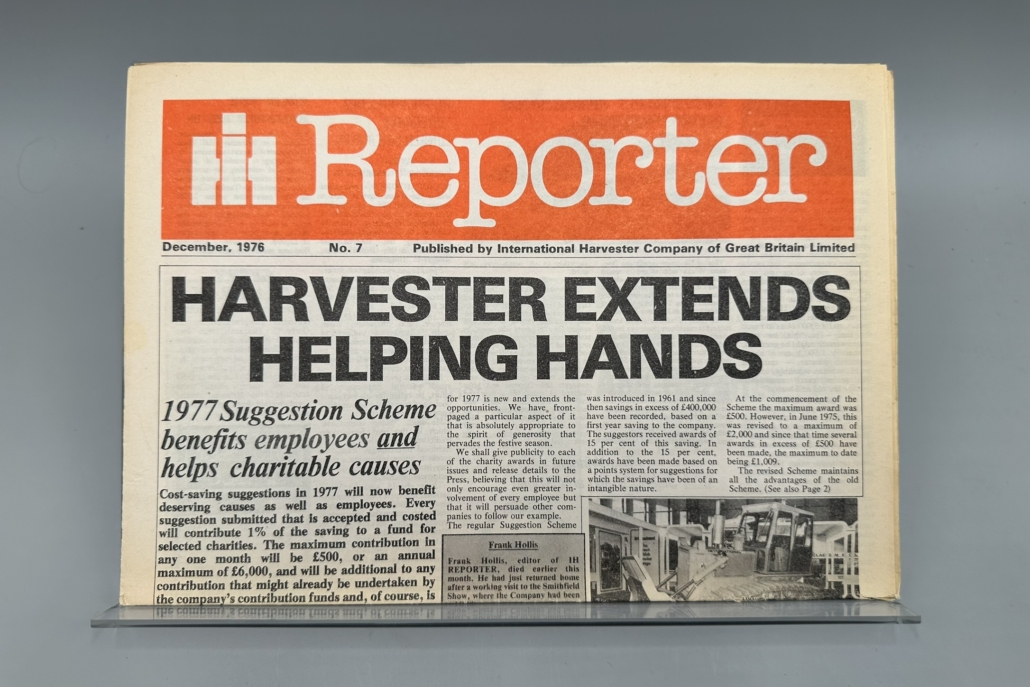 IH Reporter
December, 1976 No. 7 Published by International Harvester Company of Great Britain Limited
HARVESTER EXTENDS
HELPING HANDS
1977 Suggestion Scheme
benefits employees and
helps charitable causes
Cost-saving suggestions in 1977 will now benefit
deserving causes as well as employees. Every
suggestion submitted that is accepted and costed
will contribute 1% of the saving to a fund for
selected charities. The maximum contribution in
any one month will be £500, or an annual
maximum of £6,000, and will be additional to any
contribution that might already be undertaken by
the company's contribution funds and, of course, is
for 1977 is new and extends the
opportunities. We have front-
paged a particular aspect of it
that is absolutely appropriate to
the spirit of generosity that
pervades the festive season.
We shall give publicity to each
of the charity awards in future
issues and release details to the
Press, believing that this will not
only encourage even greater in-
volvement of every employee but
that it will persuade other com-
panies to follow our example.
The regular Suggestion Scheme
Frank Hollis
Frank Hollis, editor of IH
REPORTER, died earlier this
month. He had just returned home
after a working visit to the Smithfield
Show, where the Company had been
was introduced in 1961 and since
then savings in excess of £400,000
have been recorded, based on a
first year saving to the company.
The suggestors received awards of
15 per cent of this saving. In
addition to the 15 per cent,
awards have been made based on
a points system for suggestions for
which the savings have been of an
intangible nature.
At the commencement of the
Scheme the maximum award was
£500. However, in June 1975, this
was revised to a maximum of
£2,000 and since that time several
awards in excess of £500 have
been made, the maximum to date
being £1,009.
The revised Scheme maintains
all the advantages of the old
Scheme. (See also Page 2)